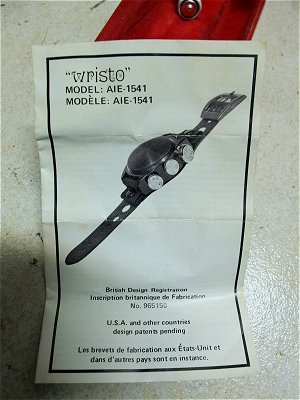 "wristo"
MODEL: AIE-1541
MODÈLE: AIE-1541
British Design Registration
Inscription britannique de Fabrication
No. 965150
U.S.A. and other countries
design patents pending
Les brevets de fabrication aux États-Unit et
dans d'autres pays sont en instance.